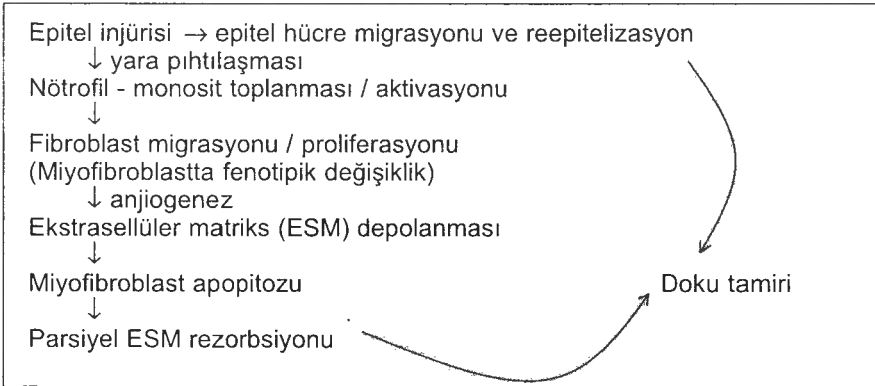 Epitel injürisi → epitel hücre migrasyonu ve reepitelizasyon
↓ yara pıhtılaşması
Nötrofil - monosit toplanması / aktivasyonu
↓
Fibroblast migrasyonu / proliferasyonu
(Miyofibroblastta fenotipik değişiklik)
↓ anjiogenez
Ekstrasellüler matriks (ESM) depolanması
↓
Miyofibroblast apopitozu Doku tamiri
↓
Parsiyel ESM rezorbsiyonu